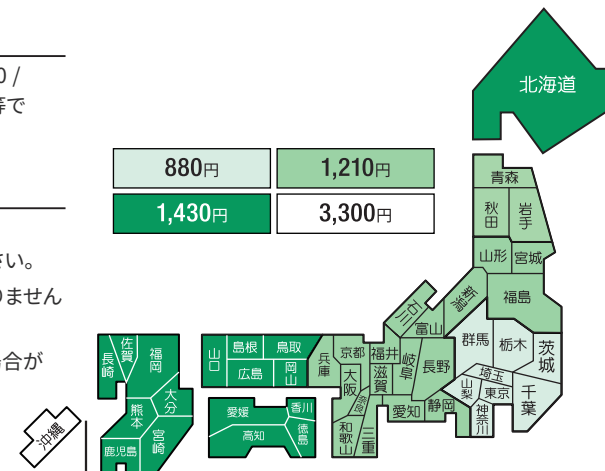 0 /
等で
さい。
りません
場合が
880円
1,210円
1,430円
3,300円
北海道
青森
秋田
岩手
山形
宮城
福島
新潟
石川
富山
群馬
栃木
茨城
埼玉
山梨
東京
千葉
神奈川
長野
岐阜
静岡
愛知
福井
滋賀
京都
大阪
奈良
和歌山
三重
兵庫
鳥取
島根
岡山
広島
山口
香川
愛媛
徳島
高知
福岡
佐賀
長崎
大分
熊本
宮崎
鹿児島
沖縄